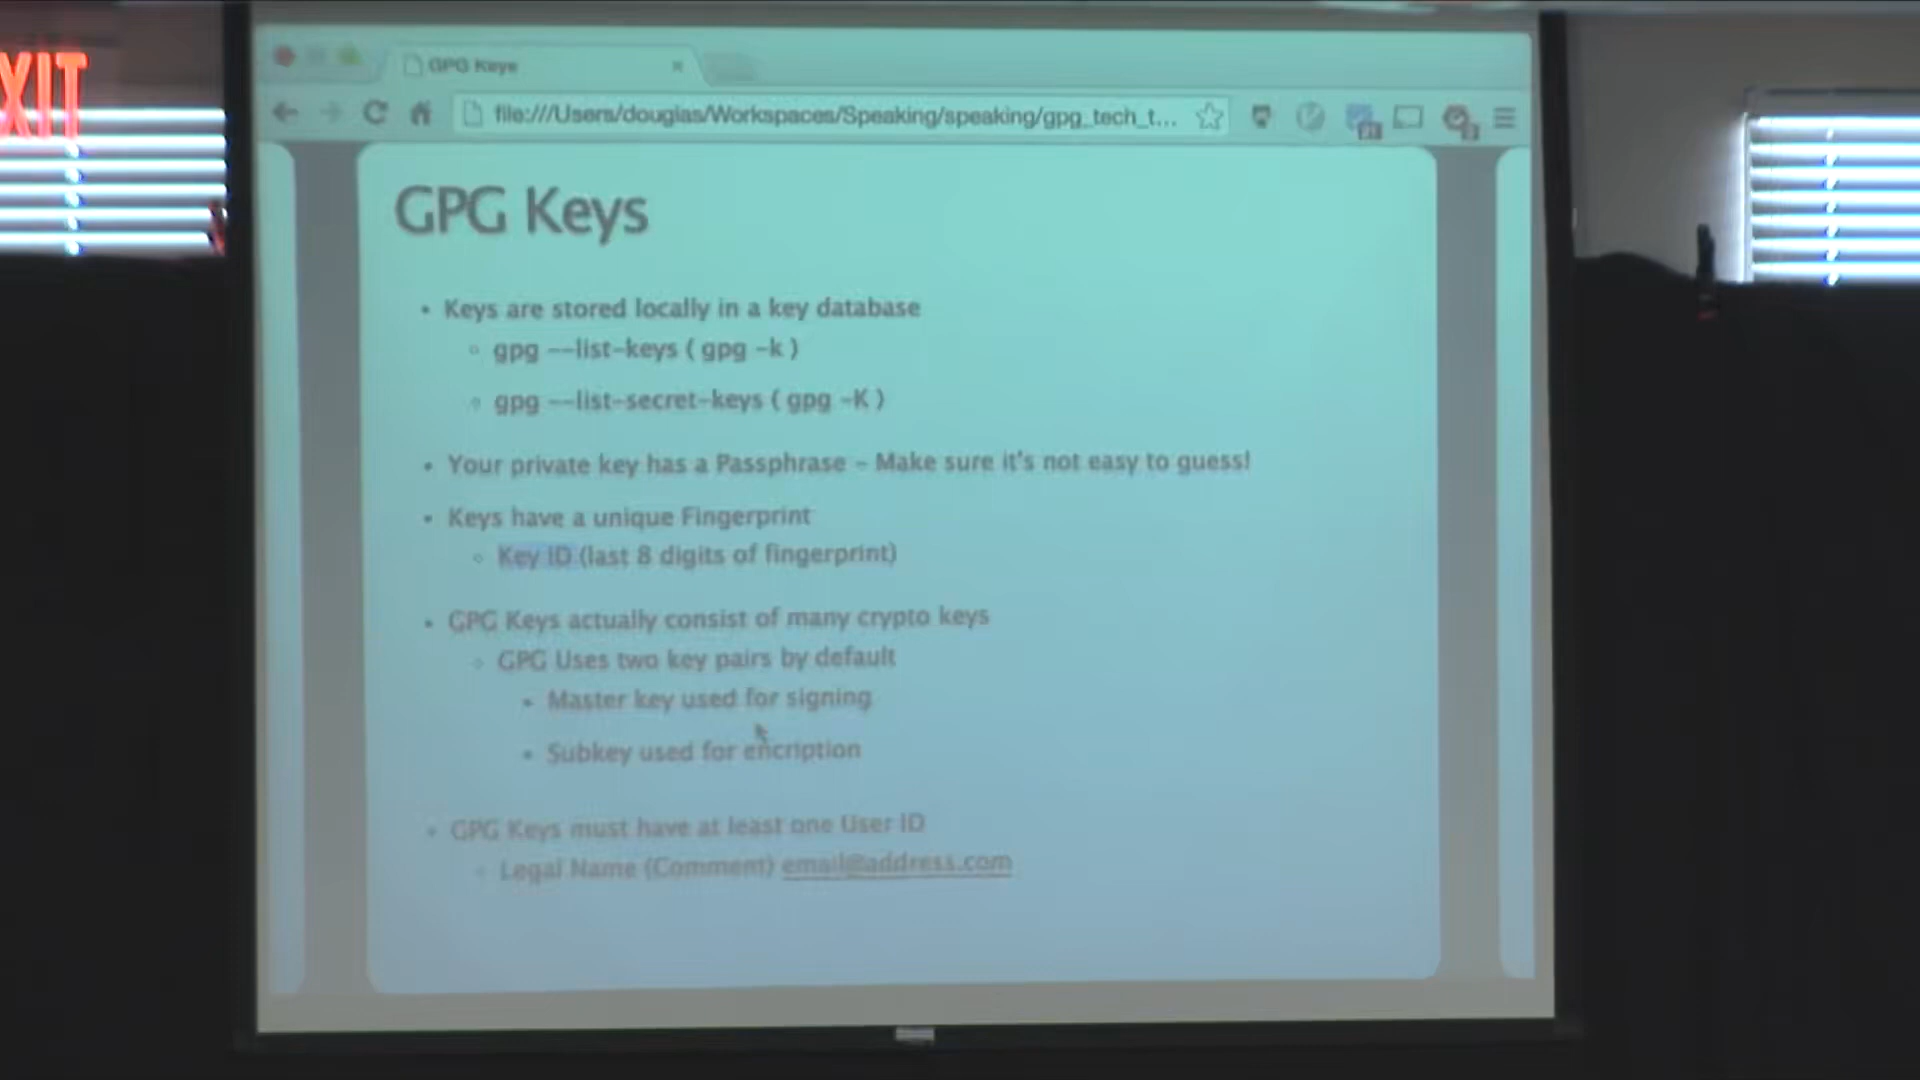 XIT
GPG Keys
file:///Users/douglas/Workspaces/Speaking/speaking/gpg_tech_t...
GPG Keys
• Keys are stored locally in a key database
◦ gpg --list-keys ( gpg -k )
◦ gpg --list-secret-keys ( gpg -K )
• Your private key has a Passphrase - Make sure it's not easy to guess!
• Keys have a unique Fingerprint
◦ Key ID (last 8 digits of fingerprint)
• GPG Keys actually consist of many crypto keys
◦ GPG Uses two key pairs by default
• Master key used for signing
• Subkey used for encription
• GPG Keys must have at least one User ID
◦ Legal Name (Comment) email@address.com